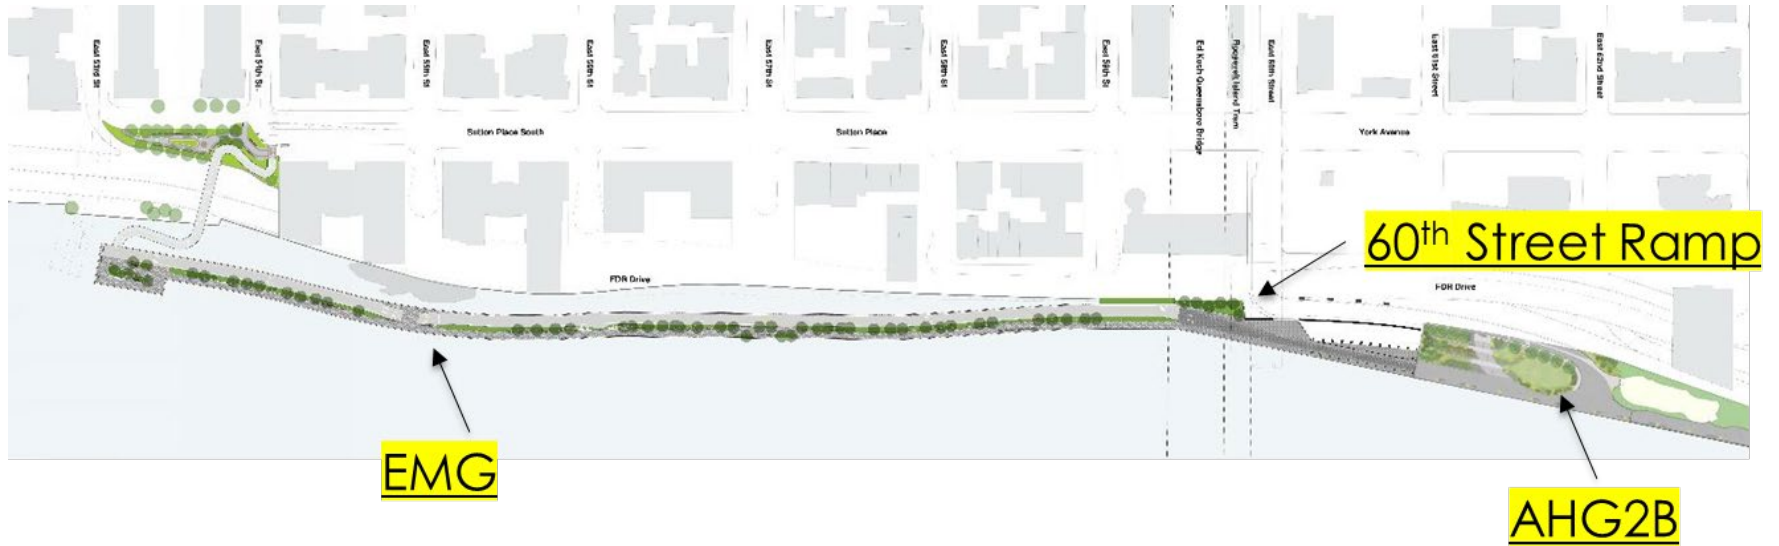 East 53rd St
East 54th St.
East 55th St
East 56th St
East 57th St
East 58th St
East 59th St
Ed Koch Queensboro Bridge
Roosevelt Island Tram
East 60th Street
East 61st Street
East 62nd Street
Sutton Place South
Sutton Place
York Avenue
60th Street Ramp
FDR Drive
FDR Drive
EMG
AHG2B